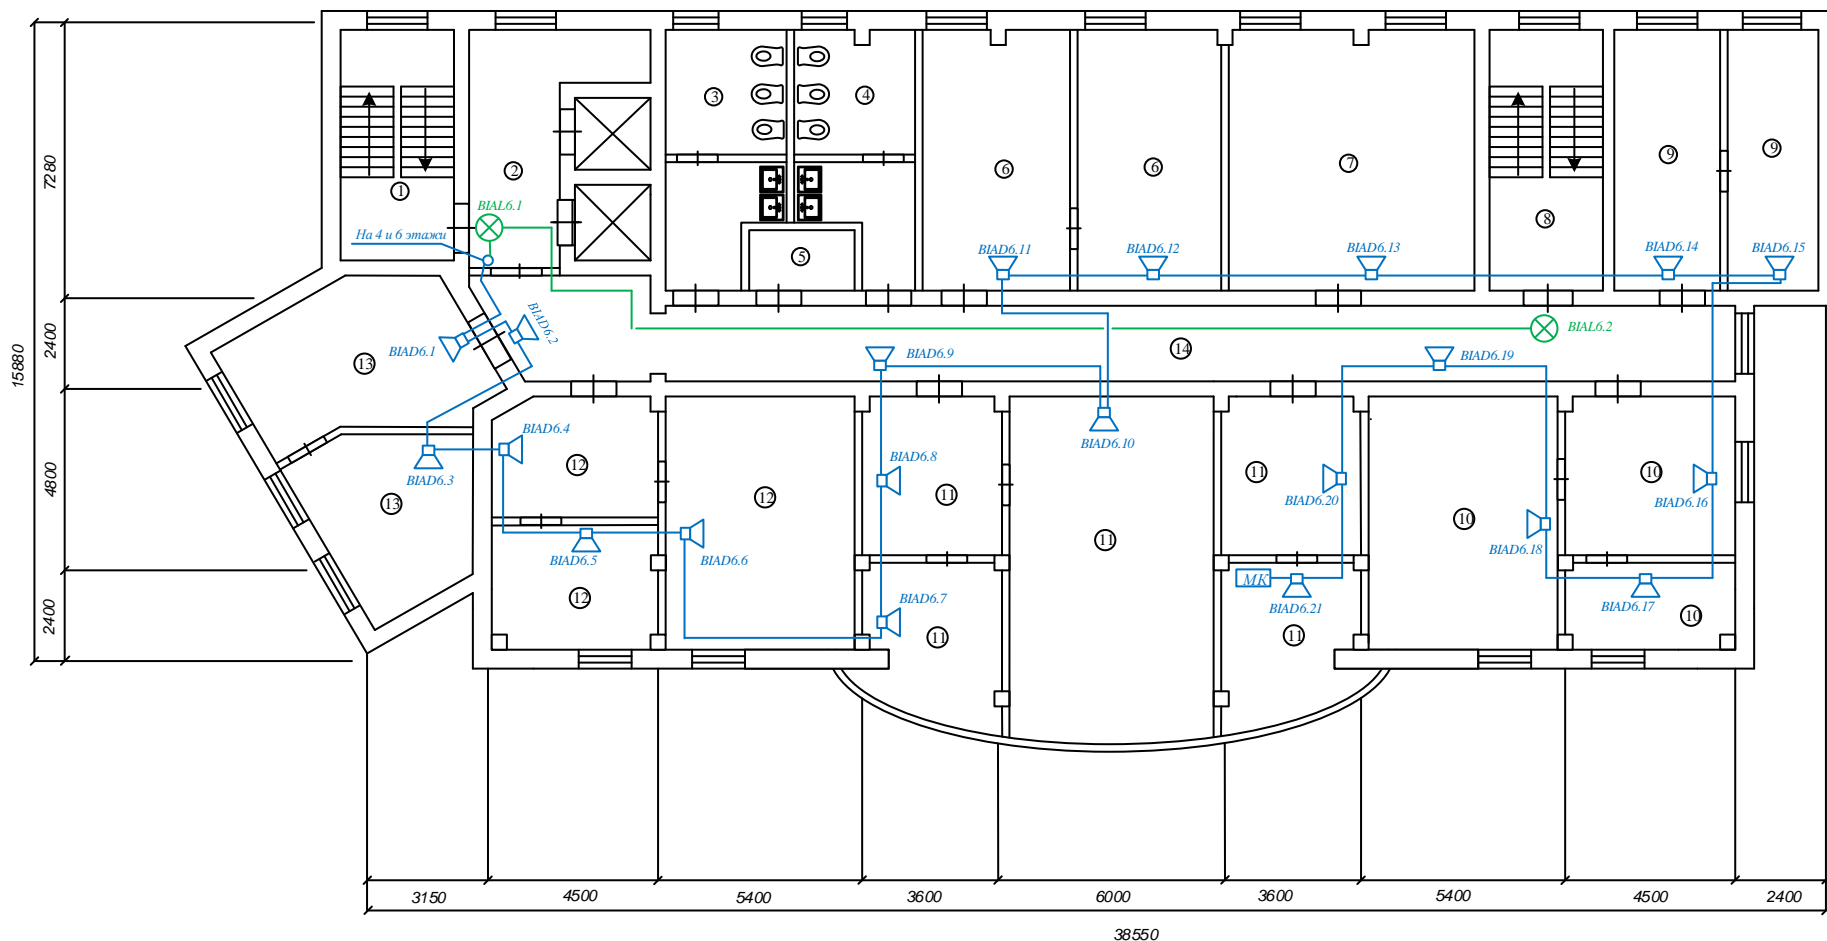 3
4
7280
6
6
7
9
9
1
2
BIAL6.1
8
На 4 и 6 этажи
5
BIAD6.11
BIAD6.12
BIAD6.13
BIAD6.14
BIAD6.15
BIAD6.2
BIAL6.2
15880
2400
BIAD6.1
13
BIAD6.9
14
BIAD6.19
BIAD6.4
BIAD6.10
4800
BIAD6.3
12
12
BIAD6.8
11
11
BIAD6.20
10
BIAD6.16
13
10
BIAD6.5
BIAD6.6
11
BIAD6.18
МК
2400
12
BIAD6.7
BIAD6.21
BIAD6.17
11
11
10
3150
4500
5400
3600
6000
3600
5400
4500
2400
38550